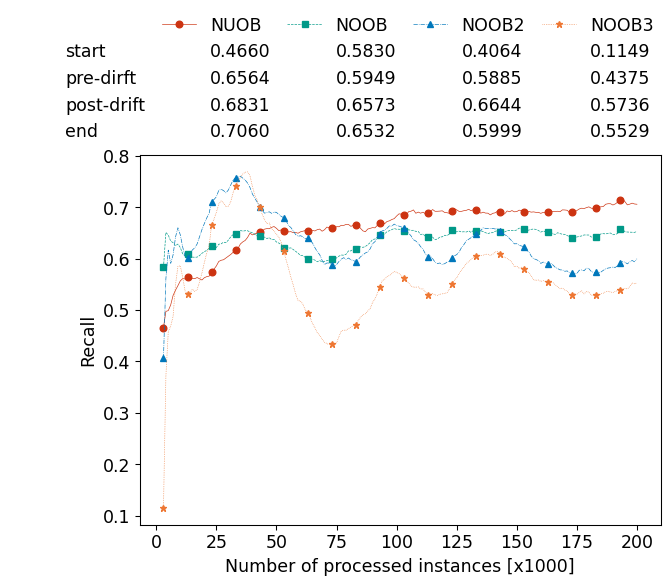 NUOB NOOB NOOB2 NOOB3
start 0.4660 0.5830 0.4064 0.1149
pre-dirft 0.6564 0.5949 0.5885 0.4375
post-drift 0.6831 0.6573 0.6644 0.5736
end 0.7060 0.6532 0.5999 0.5529
0.8
0.7
0.6
0.5
0.4
0.3
0.2
0.1
Recall
0 25 50 75 100 125 150 175 200
Number of processed instances [x1000]